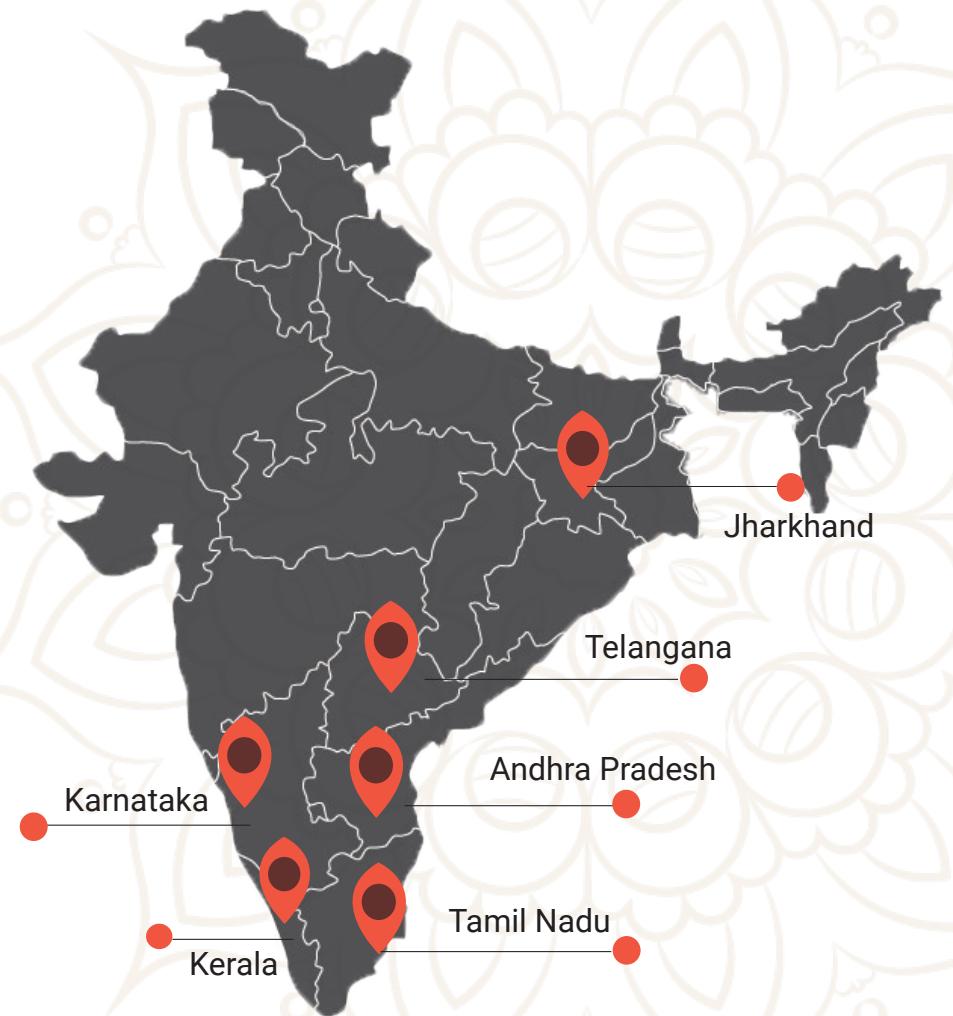 Jharkhand
Telangana
Andhra Pradesh
Karnataka
Tamil Nadu
Kerala